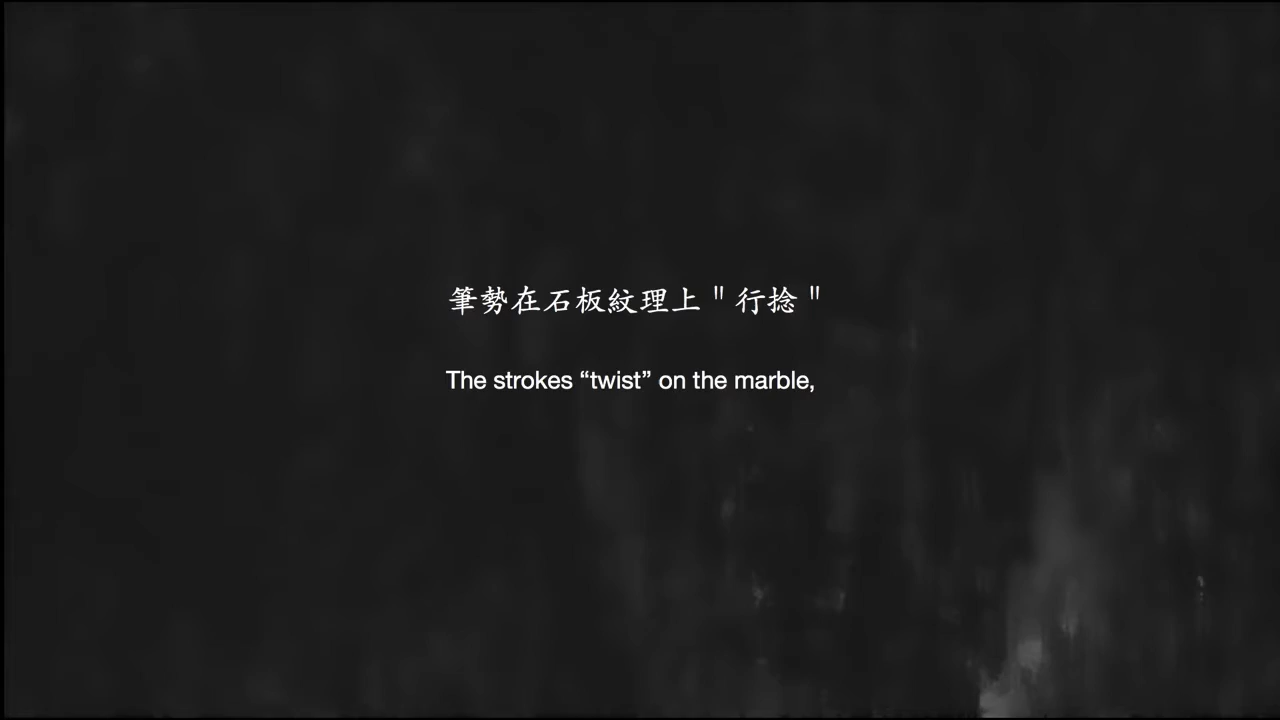 筆勢在石板紋理上"行捻"
The strokes “twist” on the marble,